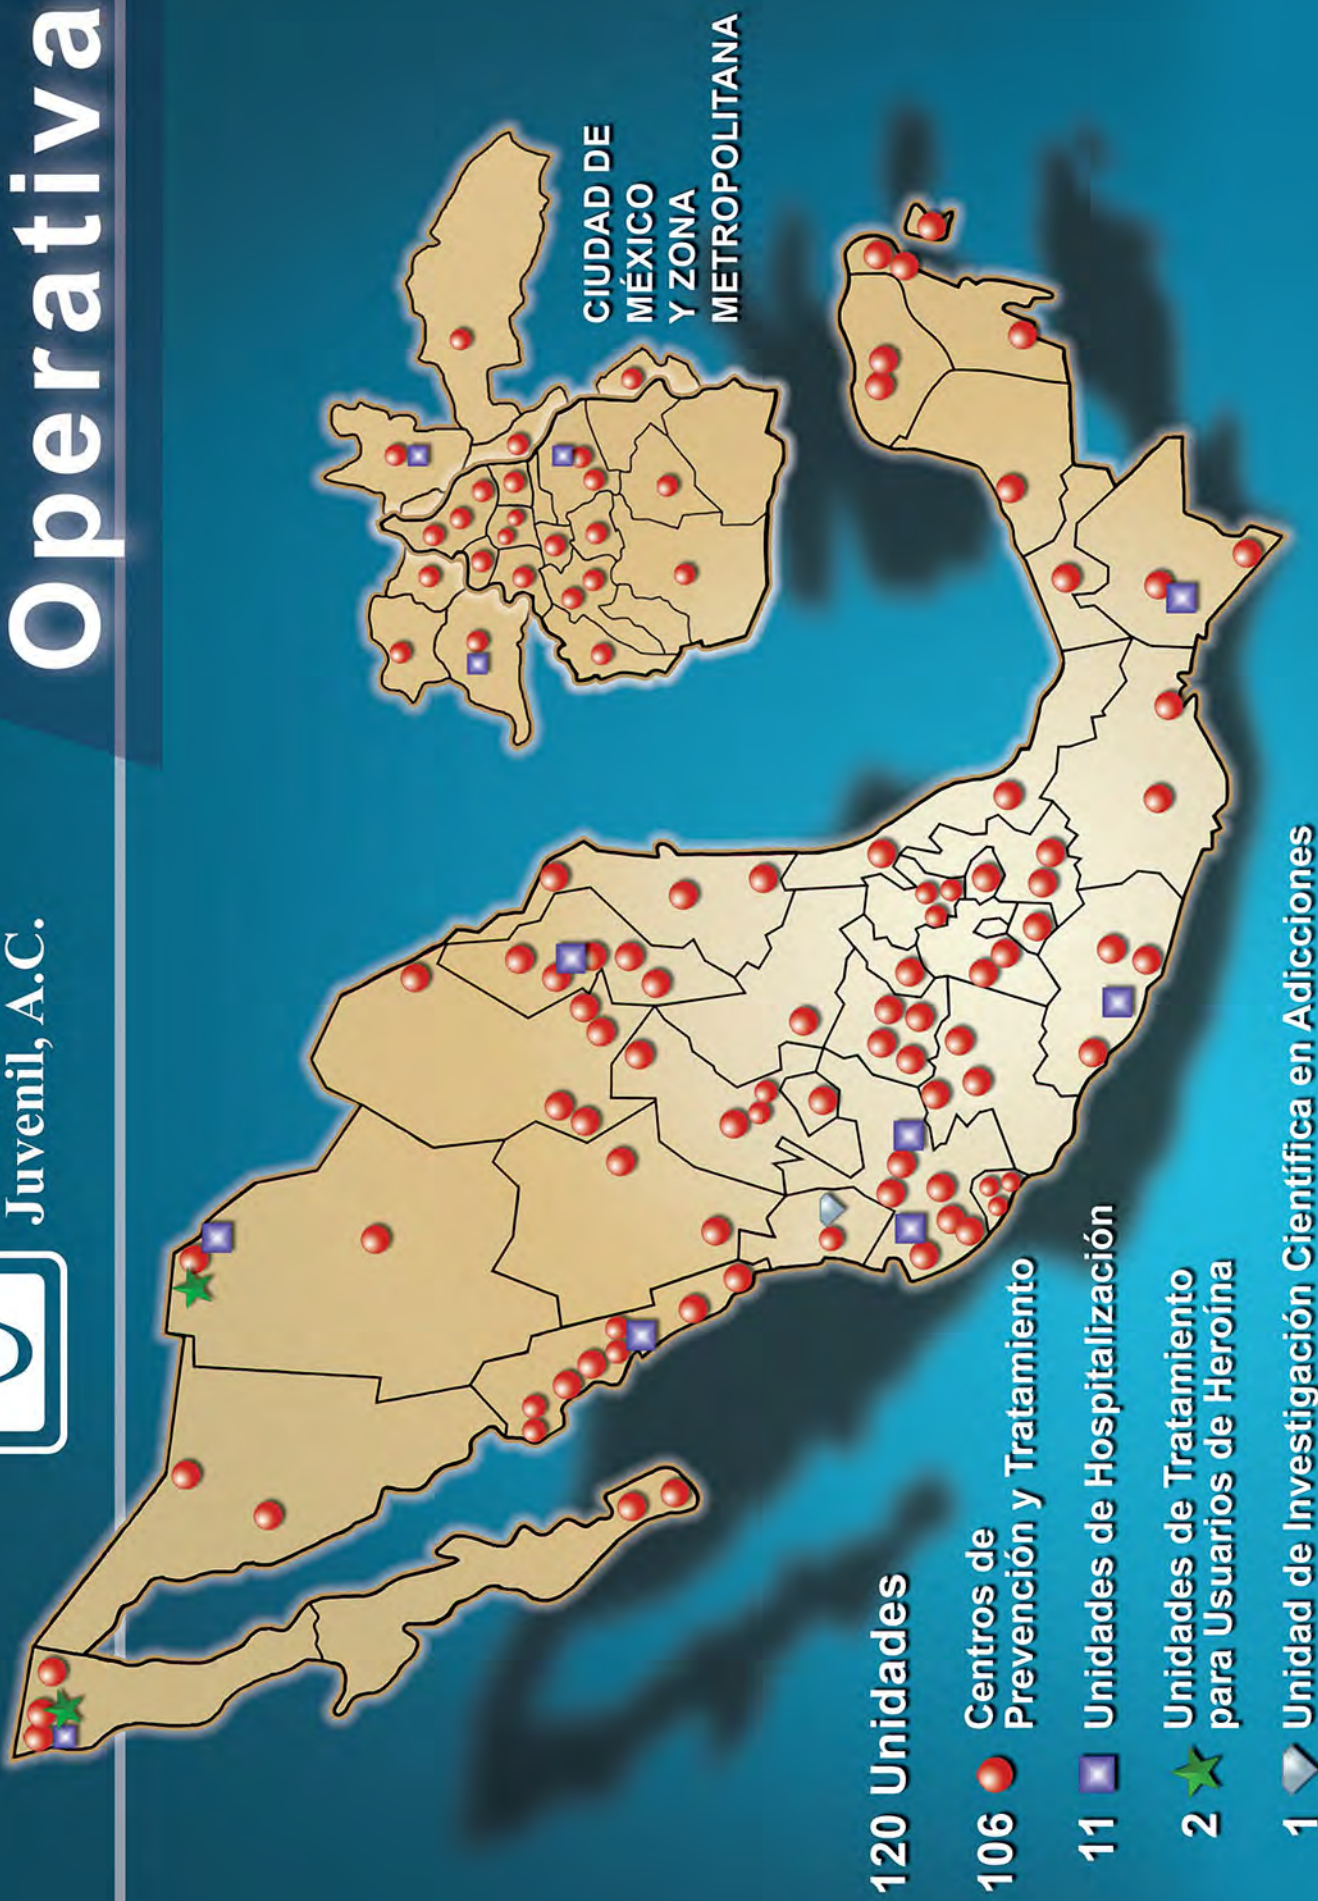 Juvenil, A.C.
Operativa
CIUDAD DE
MÉXICO
Y ZONA
METROPOLITANA
120 Unidades
106 Centros de
Prevención y Tratamiento
11 Unidades de Hospitalización
2 Unidades de Tratamiento
para Usuarios de Heroína
1 Unidad de Investigación Científica en Adicciones